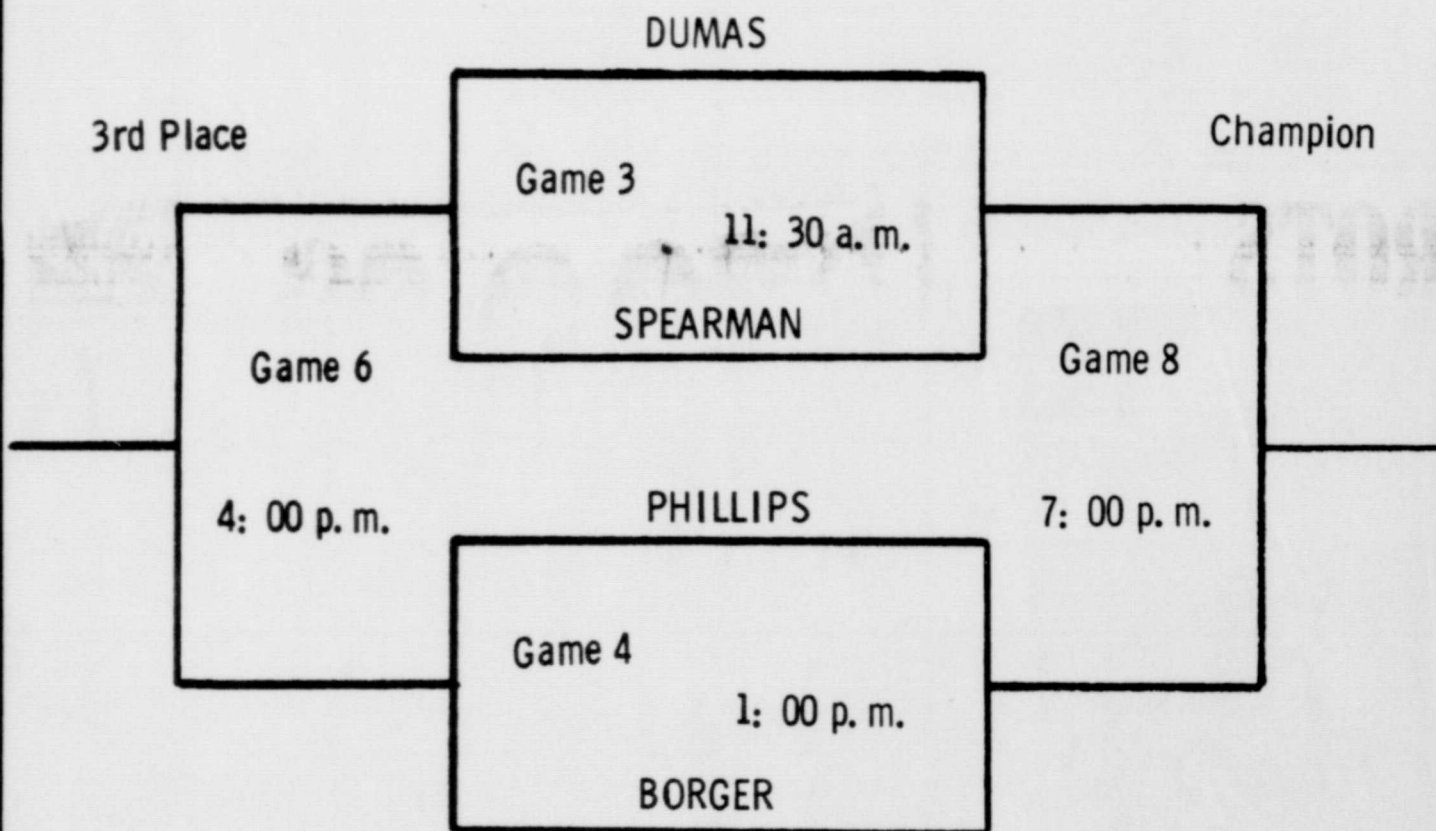 DUMAS
3rd Place
Champion
Game 3
11: 30 a. m.
SPEARMAN
Game 6
Game 8
PHILLIPS
4: 00 p. m.
7: 00 p. m.
Game 4
1: 00 p. m.
BORGER